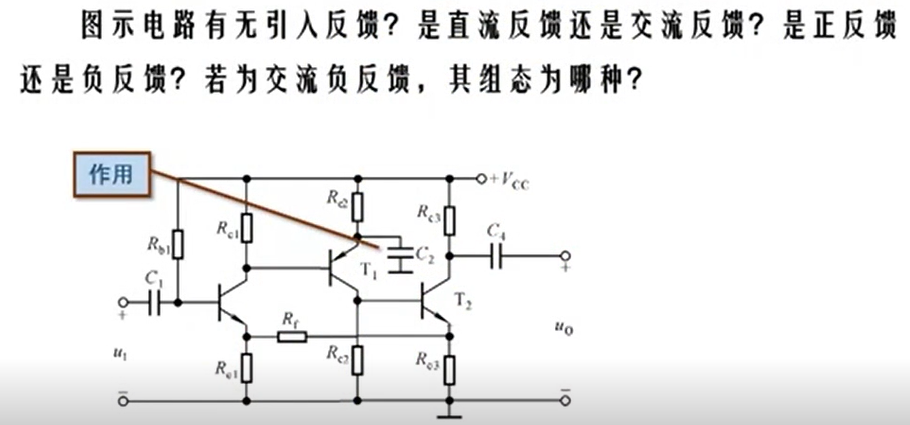 图示电路有无引入反馈？是直流反馈还是交流反馈？是正反馈
还是负反馈？若为交流负反馈，其组态为哪种？
作用
+VCC
Re2
Rc3
Rc1
Rb1
C4
C2
C1
T1
T2
Rf
uO
uI
Re1
Rc2
Re3
+
+
−
−